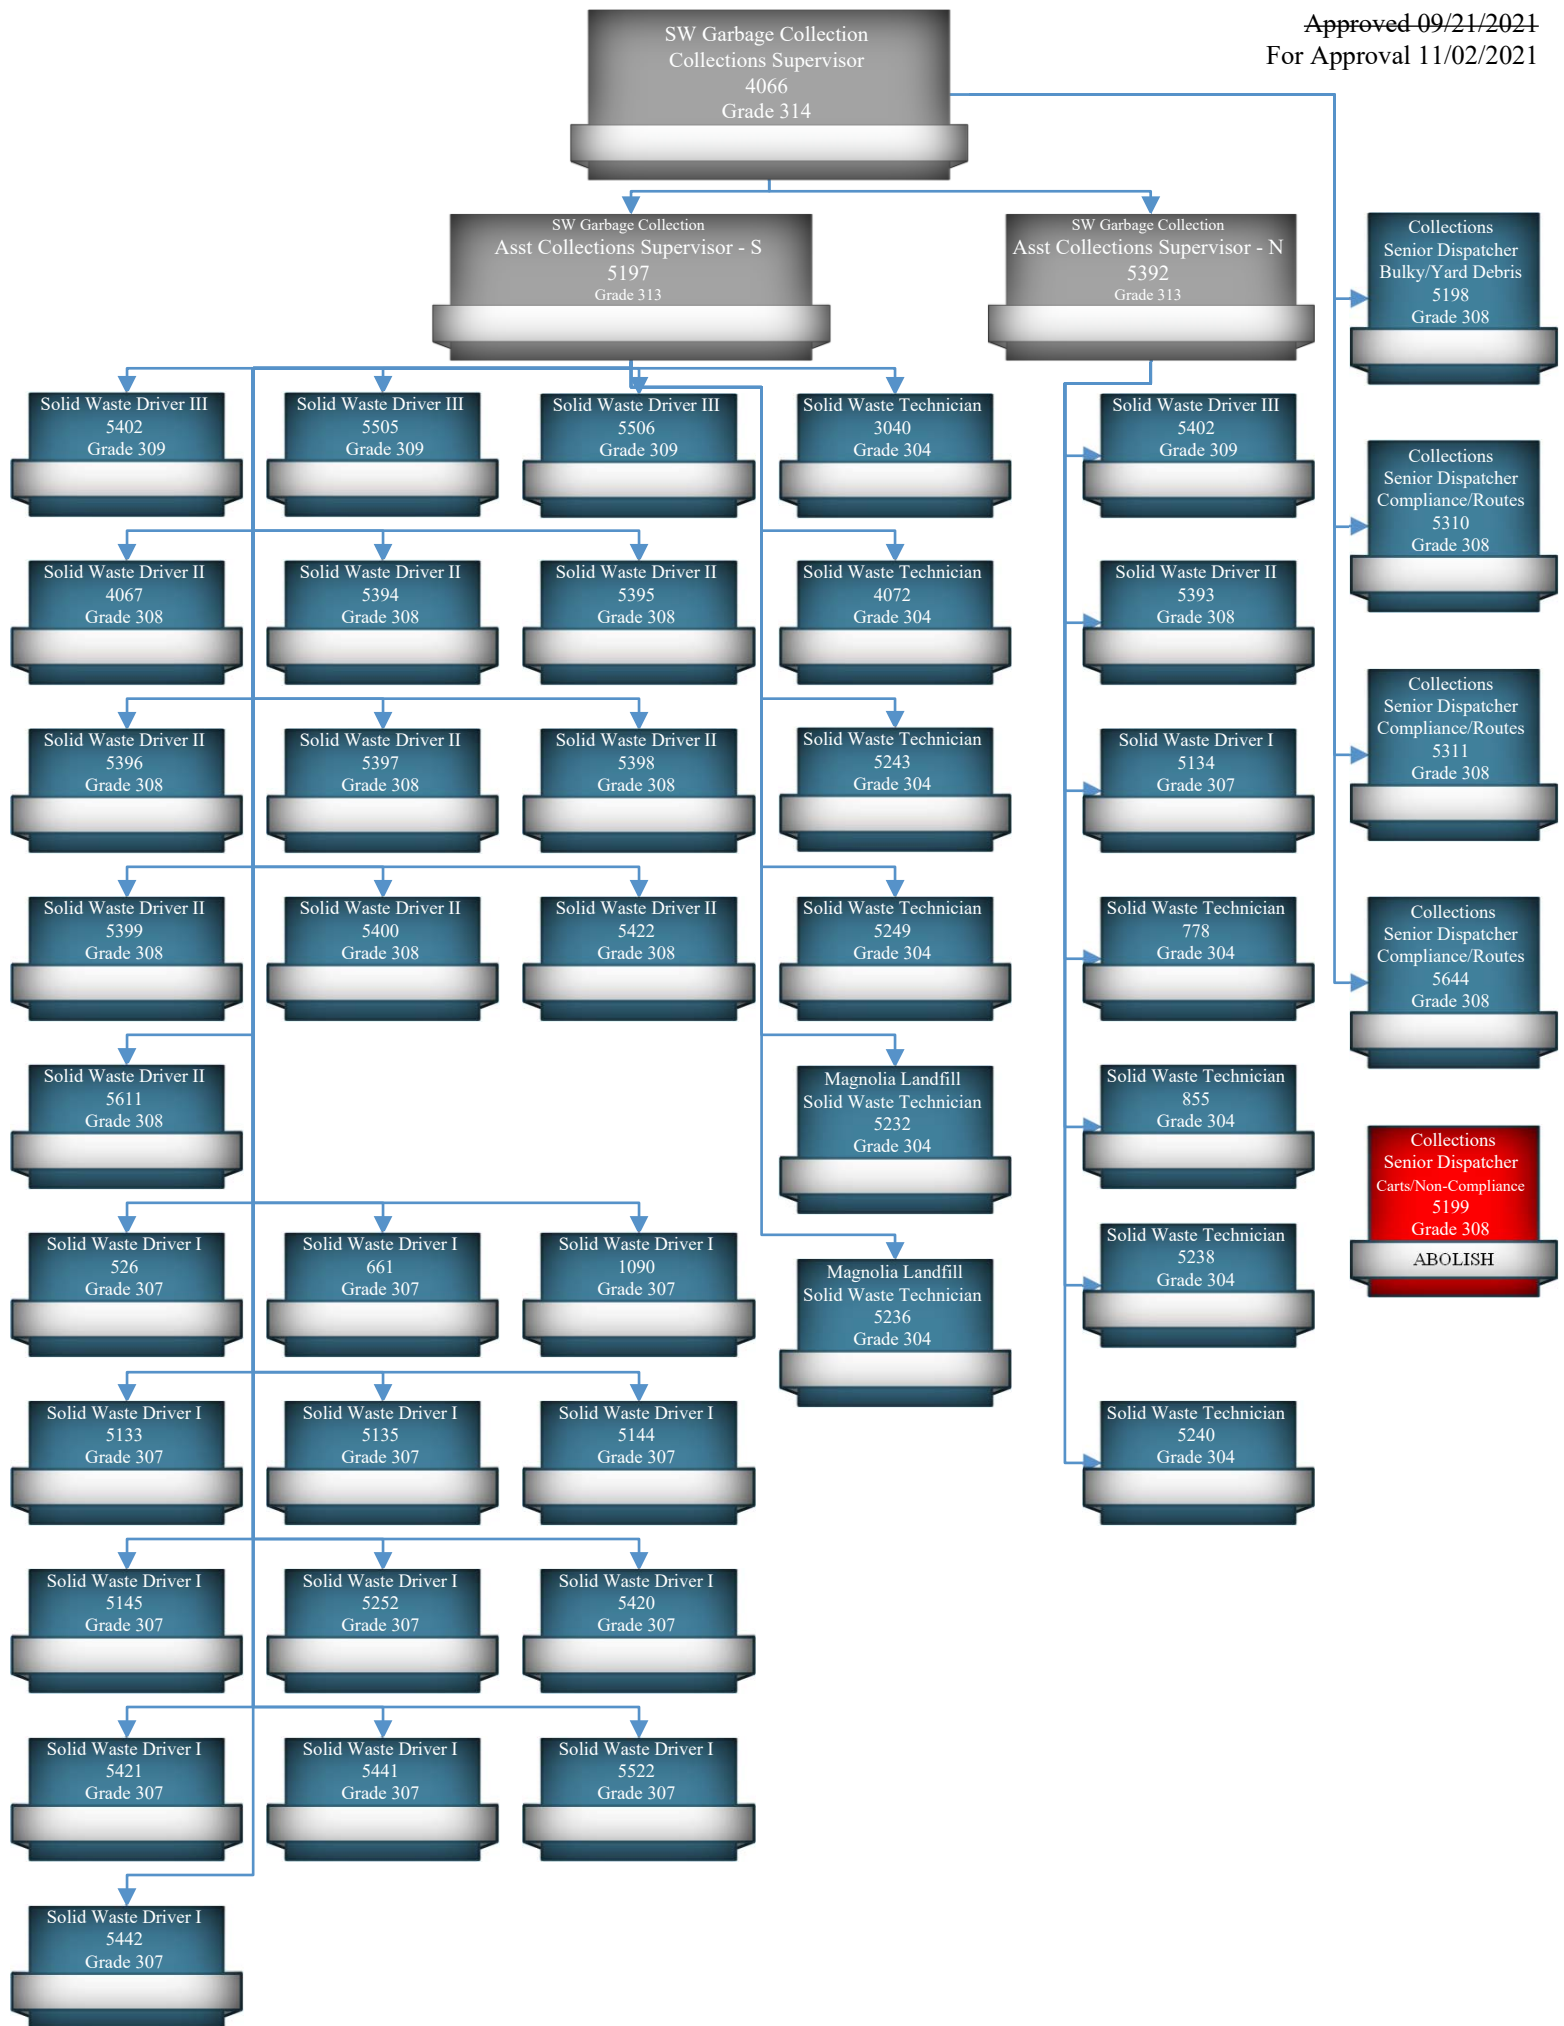 Approved 09/21/2021
For Approval 11/02/2021
SW Garbage Collection
Collections Supervisor
4066
Grade 314
SW Garbage Collection
Asst Collections Supervisor - S
5197
Grade 313
SW Garbage Collection
Asst Collections Supervisor - N
5392
Grade 313
Collections
Senior Dispatcher
Bulky/Yard Debris
5198
Grade 308
Solid Waste Driver III
5402
Grade 309
Solid Waste Driver III
5505
Grade 309
Solid Waste Driver III
5506
Grade 309
Solid Waste Technician
3040
Grade 304
Solid Waste Driver III
5402
Grade 309
Collections
Senior Dispatcher
Compliance/Routes
5310
Grade 308
Solid Waste Driver II
4067
Grade 308
Solid Waste Driver II
5394
Grade 308
Solid Waste Driver II
5395
Grade 308
Solid Waste Technician
4072
Grade 304
Solid Waste Driver II
5393
Grade 308
Collections
Senior Dispatcher
Compliance/Routes
5311
Grade 308
Solid Waste Driver II
5396
Grade 308
Solid Waste Driver II
5397
Grade 308
Solid Waste Driver II
5398
Grade 308
Solid Waste Technician
5243
Grade 304
Solid Waste Driver I
5134
Grade 307
Solid Waste Driver II
5399
Grade 308
Solid Waste Driver II
5400
Grade 308
Solid Waste Driver II
5422
Grade 308
Solid Waste Technician
5249
Grade 304
Solid Waste Technician
778
Grade 304
Collections
Senior Dispatcher
Compliance/Routes
5644
Grade 308
Solid Waste Driver II
5611
Grade 308
Magnolia Landfill
Solid Waste Technician
5232
Grade 304
Solid Waste Technician
855
Grade 304
Collections
Senior Dispatcher
Carts/Non-Compliance
5199
Grade 308
ABOLISH
Solid Waste Driver I
526
Grade 307
Solid Waste Driver I
661
Grade 307
Solid Waste Driver I
1090
Grade 307
Magnolia Landfill
Solid Waste Technician
5236
Grade 304
Solid Waste Technician
5238
Grade 304
Solid Waste Driver I
5133
Grade 307
Solid Waste Driver I
5135
Grade 307
Solid Waste Driver I
5144
Grade 307
Solid Waste Technician
5240
Grade 304
Solid Waste Driver I
5145
Grade 307
Solid Waste Driver I
5252
Grade 307
Solid Waste Driver I
5420
Grade 307
Solid Waste Driver I
5421
Grade 307
Solid Waste Driver I
5441
Grade 307
Solid Waste Driver I
5522
Grade 307
Solid Waste Driver I
5442
Grade 307